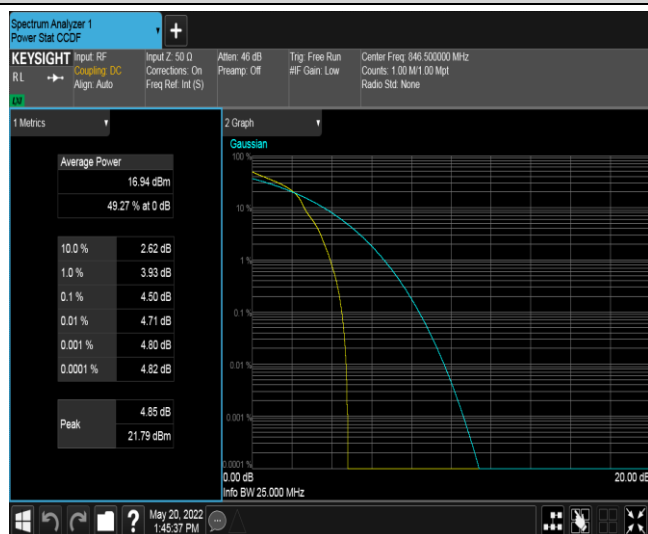 Spectrum Analyzer 1
Power Stat CCDF
+
KEYSIGHT
RL
LXI
Input: RF
Coupling: DC
Align: Auto
Input Z: 50 Ω
Corrections: On
Freq Ref: Int (S)
Atten: 46 dB
Preamp: Off
Trig: Free Run
#IF Gain: Low
Center Freq: 846.500000 MHz
Counts: 1.00 M/1.00 Mpt
Radio Std: None
1 Metrics
Average Power
16.94 dBm
49.27 % at 0 dB
10.0 % 2.62 dB
1.0 % 3.93 dB
0.1 % 4.50 dB
0.01 % 4.71 dB
0.001 % 4.80 dB
0.0001 % 4.82 dB
Peak
4.85 dB
21.79 dBm
2 Graph
Gaussian
100 %
10 %
1 %
0.1 %
0.01 %
0.001 %
0.0001 %
0.00 dB
20.00 dB
Info BW 25.000 MHz
?
May 20, 2022
1:45:37 PM